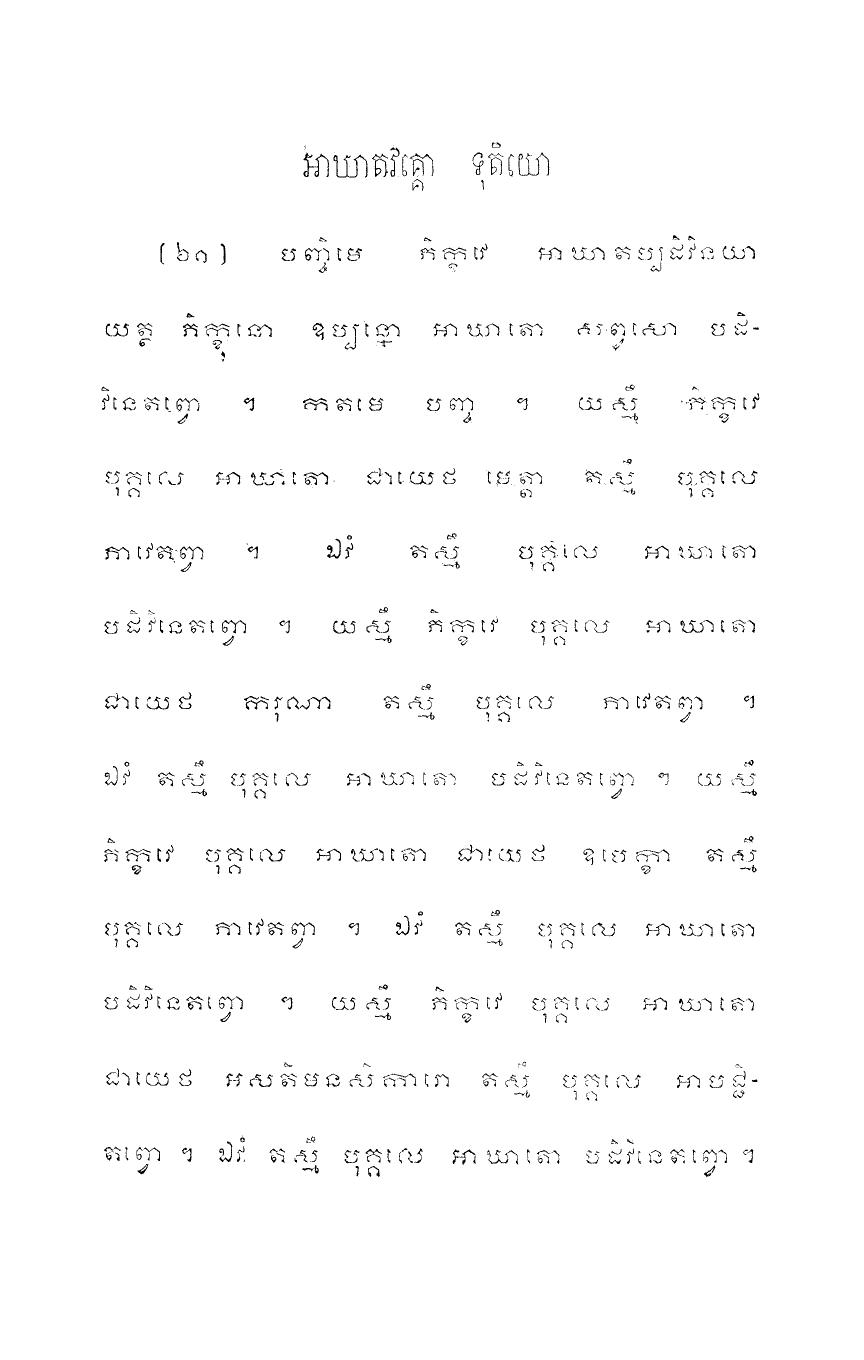 អាឃាតវគ្គោ ទុតិយោ
(៦១) បញ្ចិមេ ភិក្ខវេ អាឃាតប្បដិវិនយា
យត្ថ ភិក្ខុនោ ឧប្បន្នោ អាឃាតោ សព្វសោ បដិ-
វិនេតព្វោ ។ កតមេ បញ្ច ។ យស្មឹ ភិក្ខវេ
បុគ្គលេ អាឃាតោ ជាយេថ មេត្តា តស្មឹ បុគ្គលេ
ភាវេតព្វា ។ ឯវំ តស្មឹ បុគ្គលេ អាឃាតោ
បដិវិនេតព្វោ ។ យស្មឹ ភិក្ខវេ បុគ្គលេ អាឃាតោ
ជាយេថ ករុណា តស្មឹ បុគ្គលេ ភាវេតព្វា ។
ឯវំ តស្មឹ បុគ្គលេ អាឃាតោ បដិវិនេតព្វោ ។ យស្មឹ
ភិក្ខវេ បុគ្គលេ អាឃាតោ ជាយេថ ឧបេក្ខា តស្មឹ
បុគ្គលេ ភាវេតព្វា ។ ឯវំ តស្មឹ បុគ្គលេ អាឃាតោ
បដិវិនេតព្វោ ។ យស្មឹ ភិក្ខវេ បុគ្គលេ អាឃាតោ
ជាយេថ អសតិមនសិការោ តស្មឹ បុគ្គលេ អាបជ្ជិ-
តព្វោ ។ ឯវំ តស្មឹ បុគ្គលេ អាឃាតោ បដិវិនេតព្វោ ។